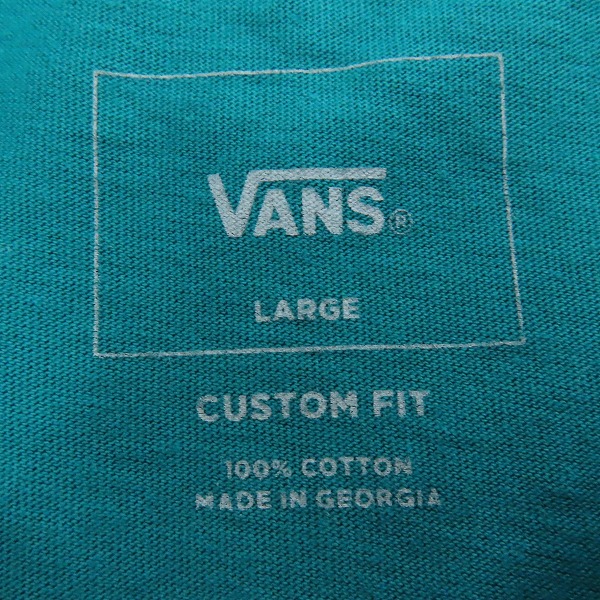 VANS®
LARGE
CUSTOM FIT
100% COTTON
MADE IN GEORGIA